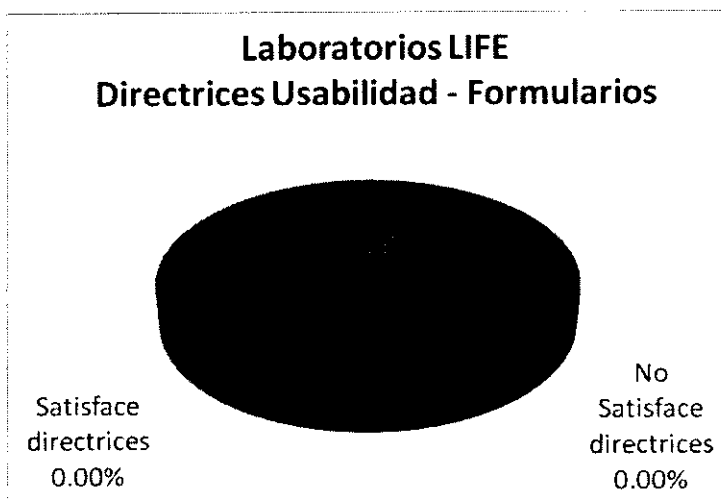 Laboratorios LIFE
Directrices Usabilidad - Formularios
Satisface
directrices
0.00%
No
Satisface
directrices
0.00%